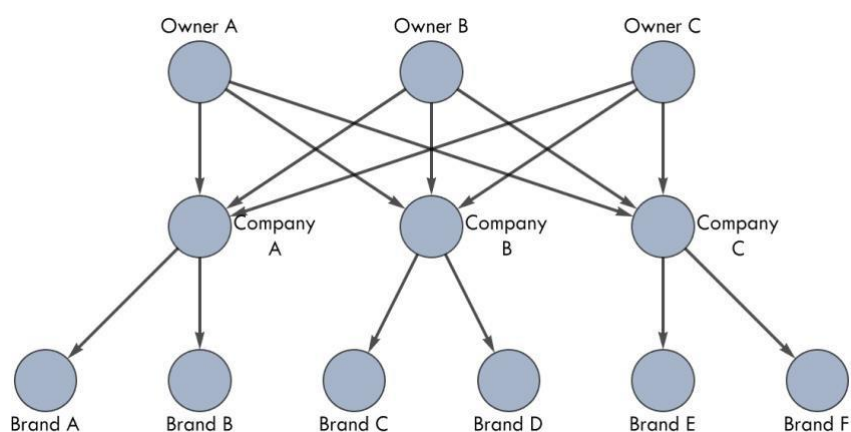 Owner A
Owner B
Owner C
Company
A
Company
B
Company
C
Brand A
Brand B
Brand C
Brand D
Brand E
Brand F